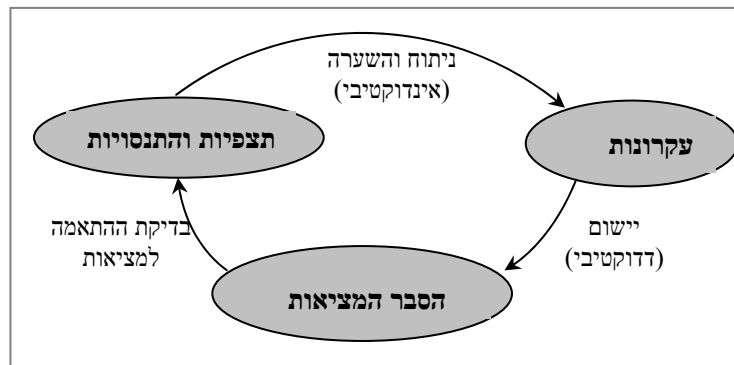 ניתוח והשערה
(אינדוקטיבי)
תצפיות והתנסויות
עקרונות
בדיקת ההתאמה
למציאות
יישום
(דדוקטיבי)
הסבר המציאות